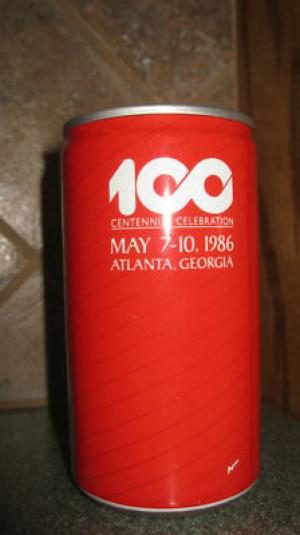 100
CENTENNIAL CELEBRATION
MAY 7-10, 1986
ATLANTA, GEORGIA